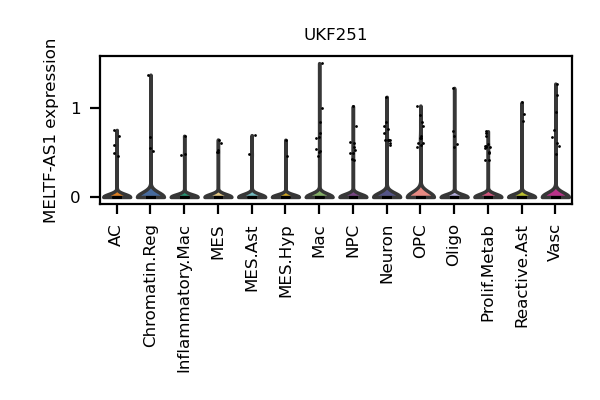 UKF251
MELTF-AS1 expression
1
0
AC
Chromatin.Reg
Inflammatory.Mac
MES
MES.Ast
MES.Hyp
Mac
NPC
Neuron
OPC
Oligo
Prolif.Metab
Reactive.Ast
Vasc